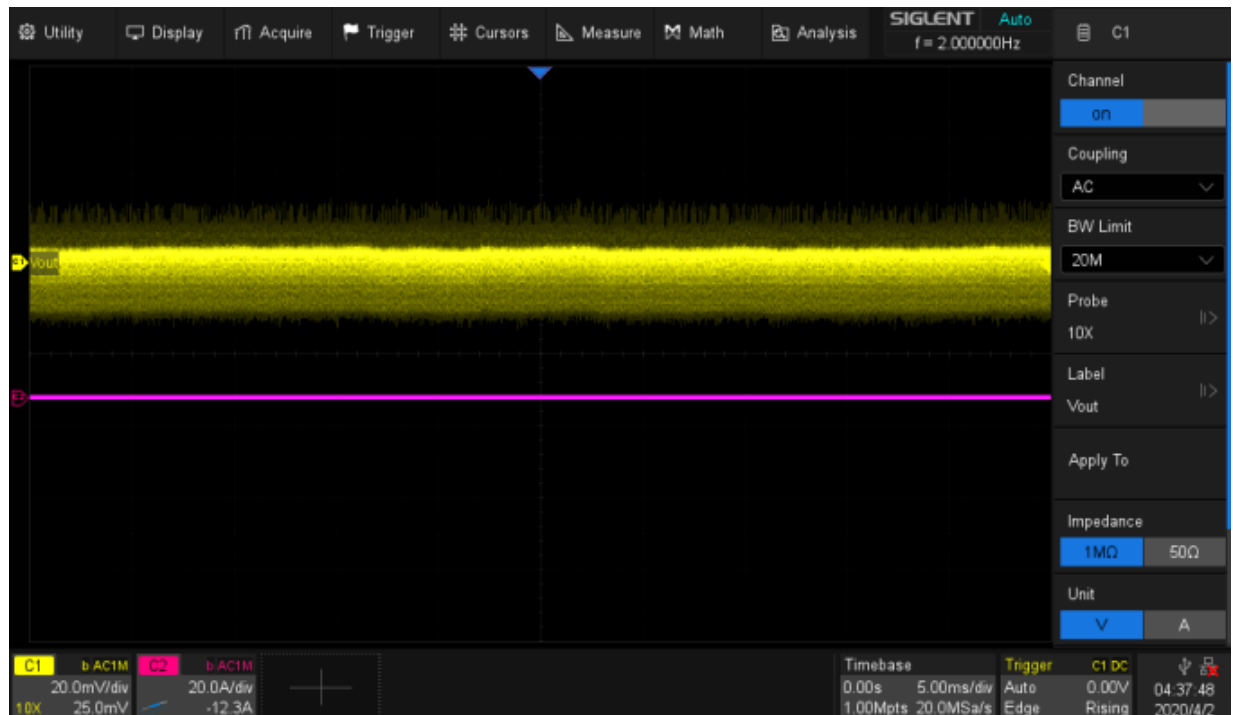 Utility Display Acquire Trigger Cursors Measure Math Analysis SIGLENT Auto
f = 2.000000Hz
C1
Channel
on
Coupling
AC
BW Limit
20M
Probe
10X
Label
Vout
Apply To
Impedance
1MΩ 50Ω
Unit
V A
C1 Vout
C2
C1 b AC1M
20.0mV/div
10X 25.0mV
C2 b AC1M
20.0A/div
-12.3A
Timebase
0.00s 5.00ms/div
1.00Mpts 20.0MSa/s
Trigger C1 DC
Auto 0.00V
Edge Rising
04:37:48
2020/4/2